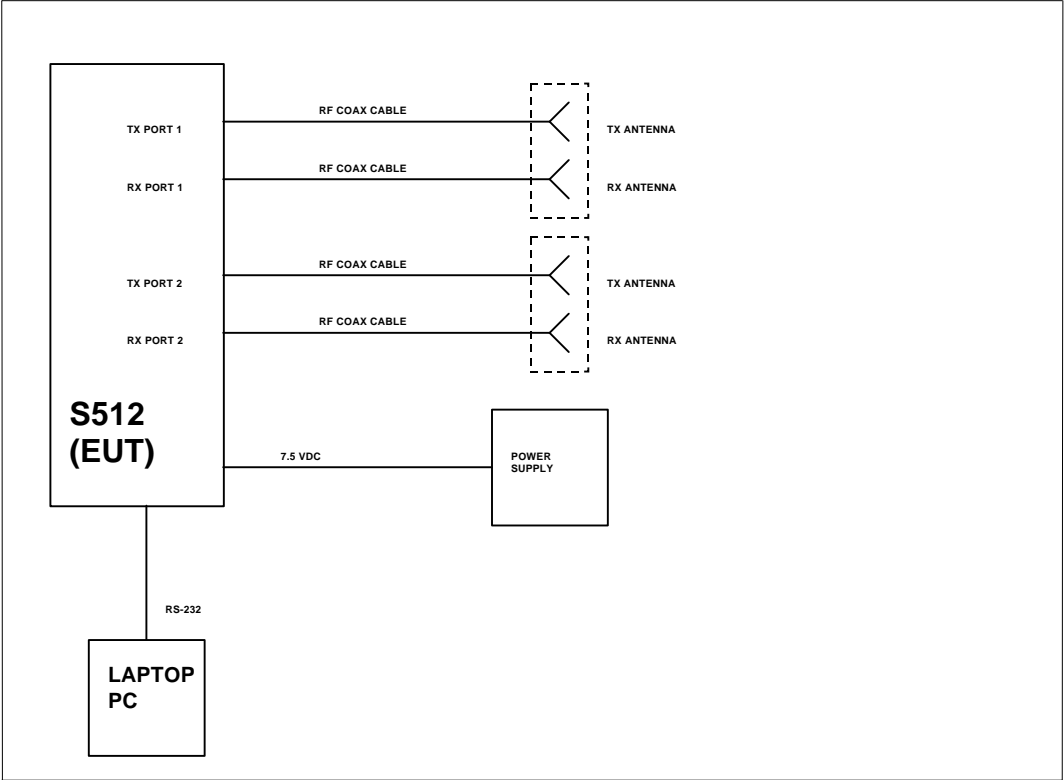 RF COAX CABLE
TX PORT 1
TX ANTENNA
RF COAX CABLE
RX PORT 1
RX ANTENNA
RF COAX CABLE
TX PORT 2
TX ANTENNA
RF COAX CABLE
RX PORT 2
RX ANTENNA
S512
(EUT)
7.5 VDC
POWER
SUPPLY
RS-232
LAPTOP
PC